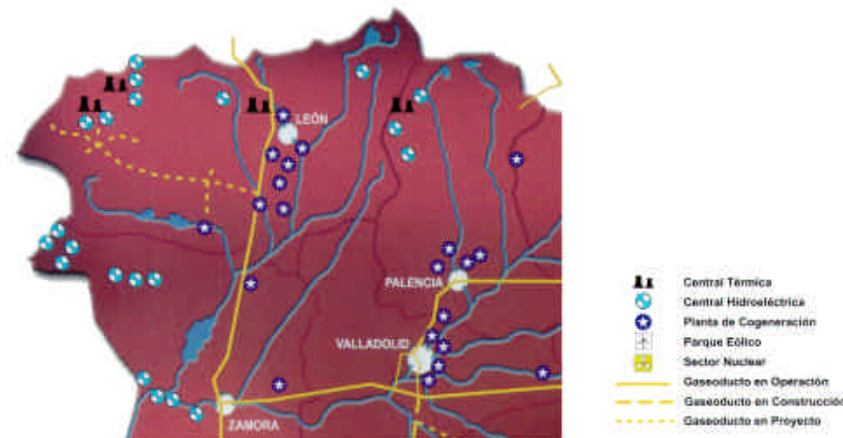 LEÓN
PALENCIA
VALLADOLID
ZAMORA
Central Térmica
Central Hidroeléctrica
Planta de Cogeneración
Parque Eólico
Sector Nuclear
Gaseoducto en Operación
Gaseoducto en Construcción
Gaseoducto en Proyecto